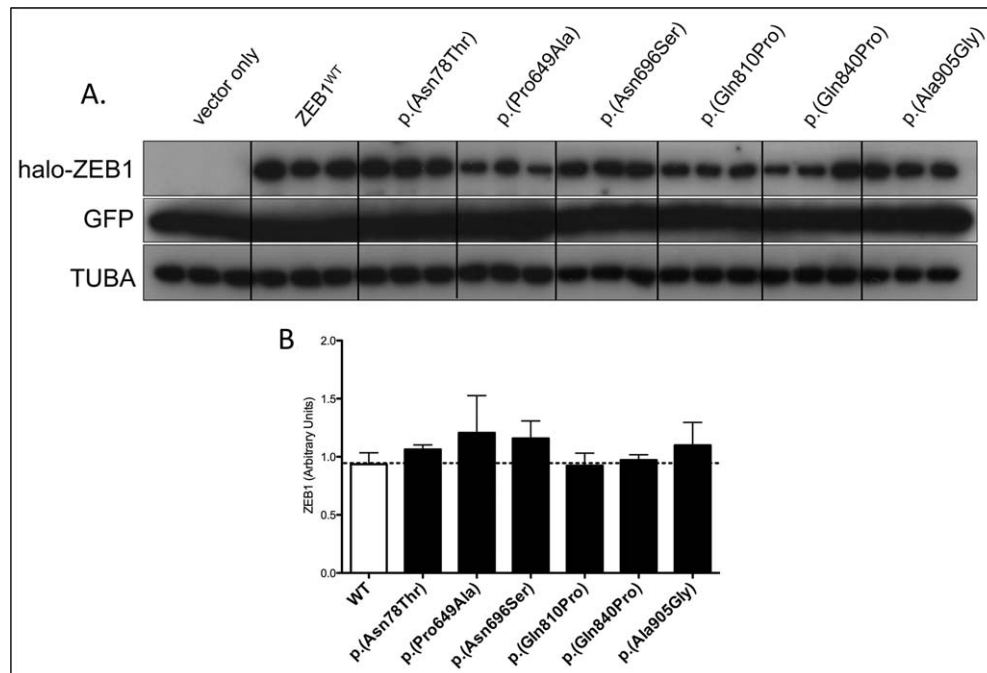 A.
vector only
ZEB1WT
p.(Asn78Thr)
p.(Pro649Ala)
p.(Asn696Ser)
p.(Gln810Pro)
p.(Gln840Pro)
p.(Ala905Gly)
halo-ZEB1
GFP
TUBA
B
ZEB1 (Arbitrary Units)
2.0
1.5
1.0
0.5
0.0
WT
p.(Asn78Thr)
p.(Pro649Ala)
p.(Asn696Ser)
p.(Gln810Pro)
p.(Gln840Pro)
p.(Ala905Gly)